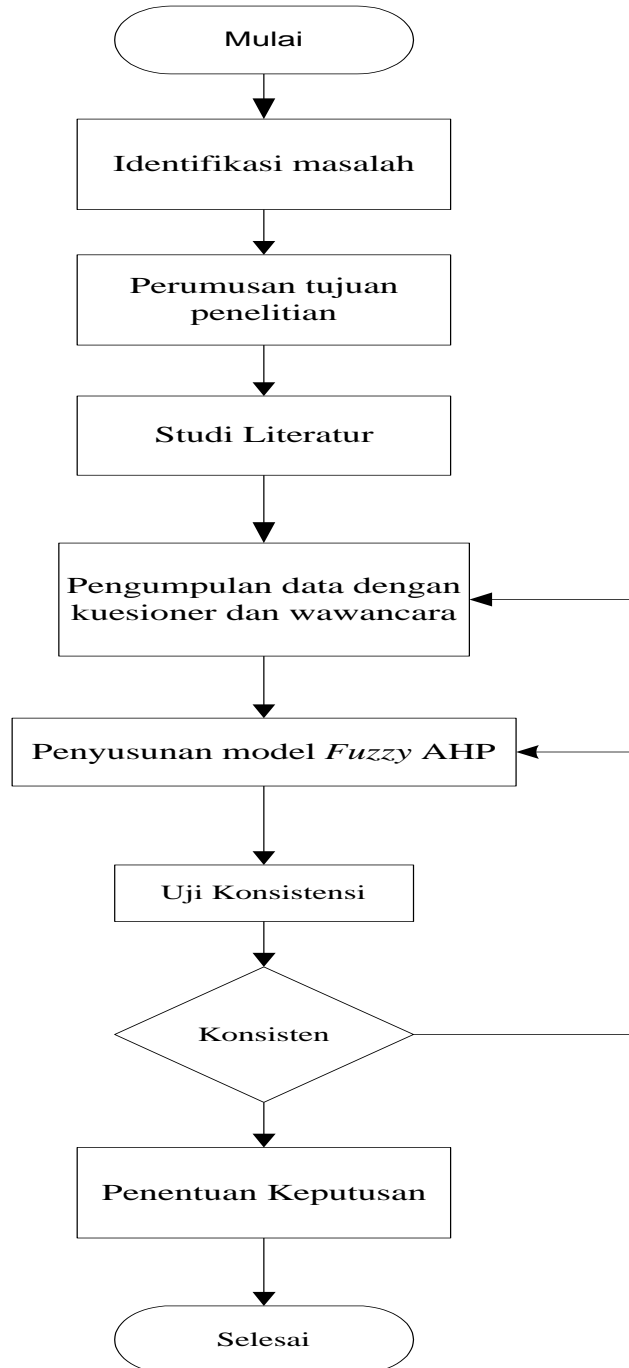 Mulai
Identifikasi masalah
Perumusan tujuan
penelitian
Studi Literatur
Pengumpulan data dengan
kuesioner dan wawancara
Penyusunan model Fuzzy AHP
Uji Konsistensi
Konsisten
Penentuan Keputusan
Selesai